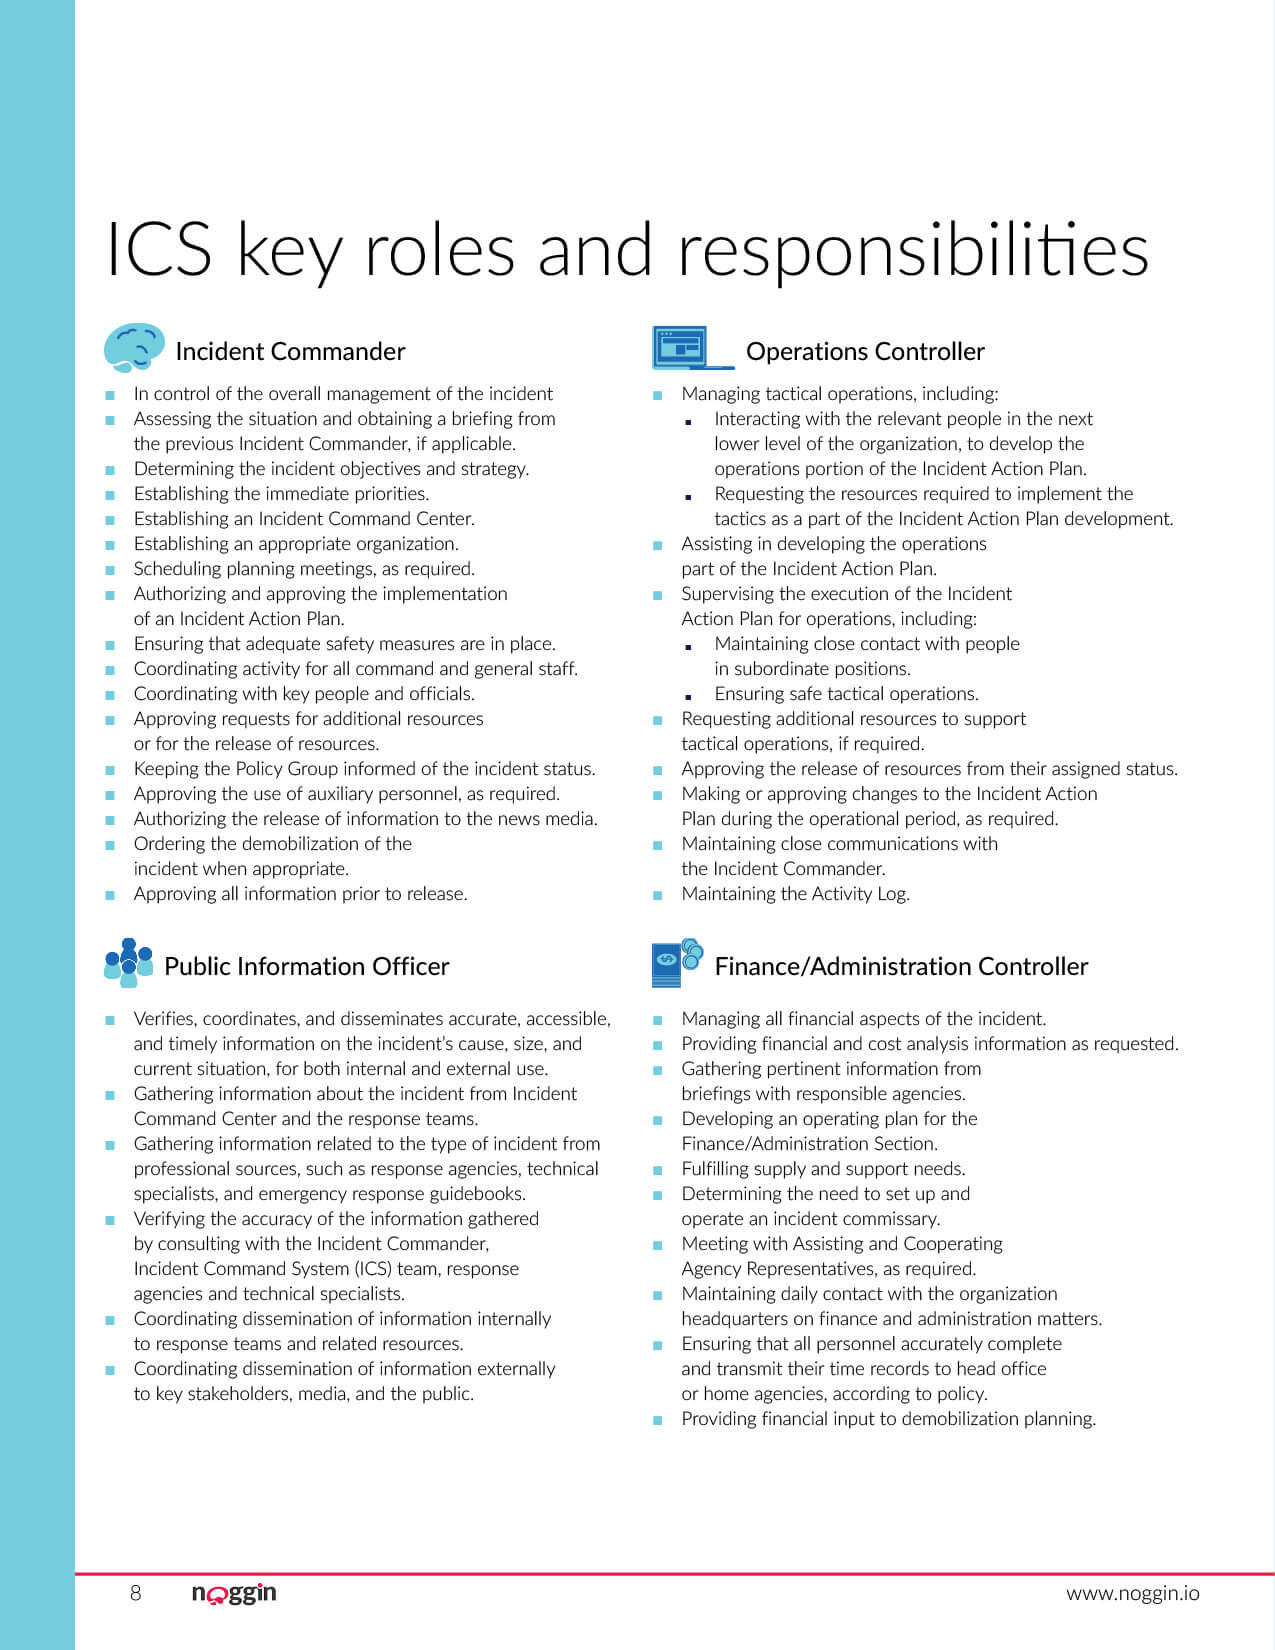 ICS key roles and responsibilities
Incident Commander
In control of the overall management of the incident
Assessing the situation and obtaining a briefing from
the previous Incident Commander, if applicable.
Determining the incident objectives and strategy.
Establishing the immediate priorities.
Establishing an Incident Command Center.
Establishing an appropriate organization.
Scheduling planning meetings, as required.
Authorizing and approving the implementation
of an Incident Action Plan.
Ensuring that adequate safety measures are in place.
Coordinating activity for all command and general staff.
Coordinating with key people and officials.
Approving requests for additional resources
or for the release of resources.
Keeping the Policy Group informed of the incident status.
Approving the use of auxiliary personnel, as required.
Authorizing the release of information to the news media.
Ordering the demobilization of the
incident when appropriate.
Approving all information prior to release.
Public Information Officer
Verifies, coordinates, and disseminates accurate, accessible,
and timely information on the incident's cause, size, and
current situation, for both internal and external use.
Gathering information about the incident from Incident
Command Center and the response teams.
Gathering information related to the type of incident from
professional sources, such as response agencies, technical
specialists, and emergency response guidebooks.
Verifying the accuracy of the information gathered
by consulting with the Incident Commander,
Incident Command System (ICS) team, response
agencies and technical specialists.
Coordinating dissemination of information internally
to response teams and related resources.
Coordinating dissemination of information externally
to key stakeholders, media, and the public.
Operations Controller
Managing tactical operations, including:
Interacting with the relevant people in the next
lower level of the organization, to develop the
operations portion of the Incident Action Plan.
Requesting the resources required to implement the
tactics as a part of the Incident Action Plan development.
Assisting in developing the operations
part of the Incident Action Plan.
Supervising the execution of the Incident
Action Plan for operations, including:
Maintaining close contact with people
in subordinate positions.
Ensuring safe tactical operations.
Requesting additional resources to support
tactical operations, if required.
Approving the release of resources from their assigned status.
Making or approving changes to the Incident Action
Plan during the operational period, as required.
Maintaining close communications with
the Incident Commander.
Maintaining the Activity Log.
Finance/Administration Controller
Managing all financial aspects of the incident.
Providing financial and cost analysis information as requested.
Gathering pertinent information from
briefings with responsible agencies.
Developing an operating plan for the
Finance/Administration Section.
Fulfilling supply and support needs.
Determining the need to set up and
operate an incident commissary.
Meeting with Assisting and Cooperating
Agency Representatives, as required.
Maintaining daily contact with the organization
headquarters on finance and administration matters.
Ensuring that all personnel accurately complete
and transmit their time records to head office
or home agencies, according to policy.
Providing financial input to demobilization planning.
8
noggin
www.noggin.io